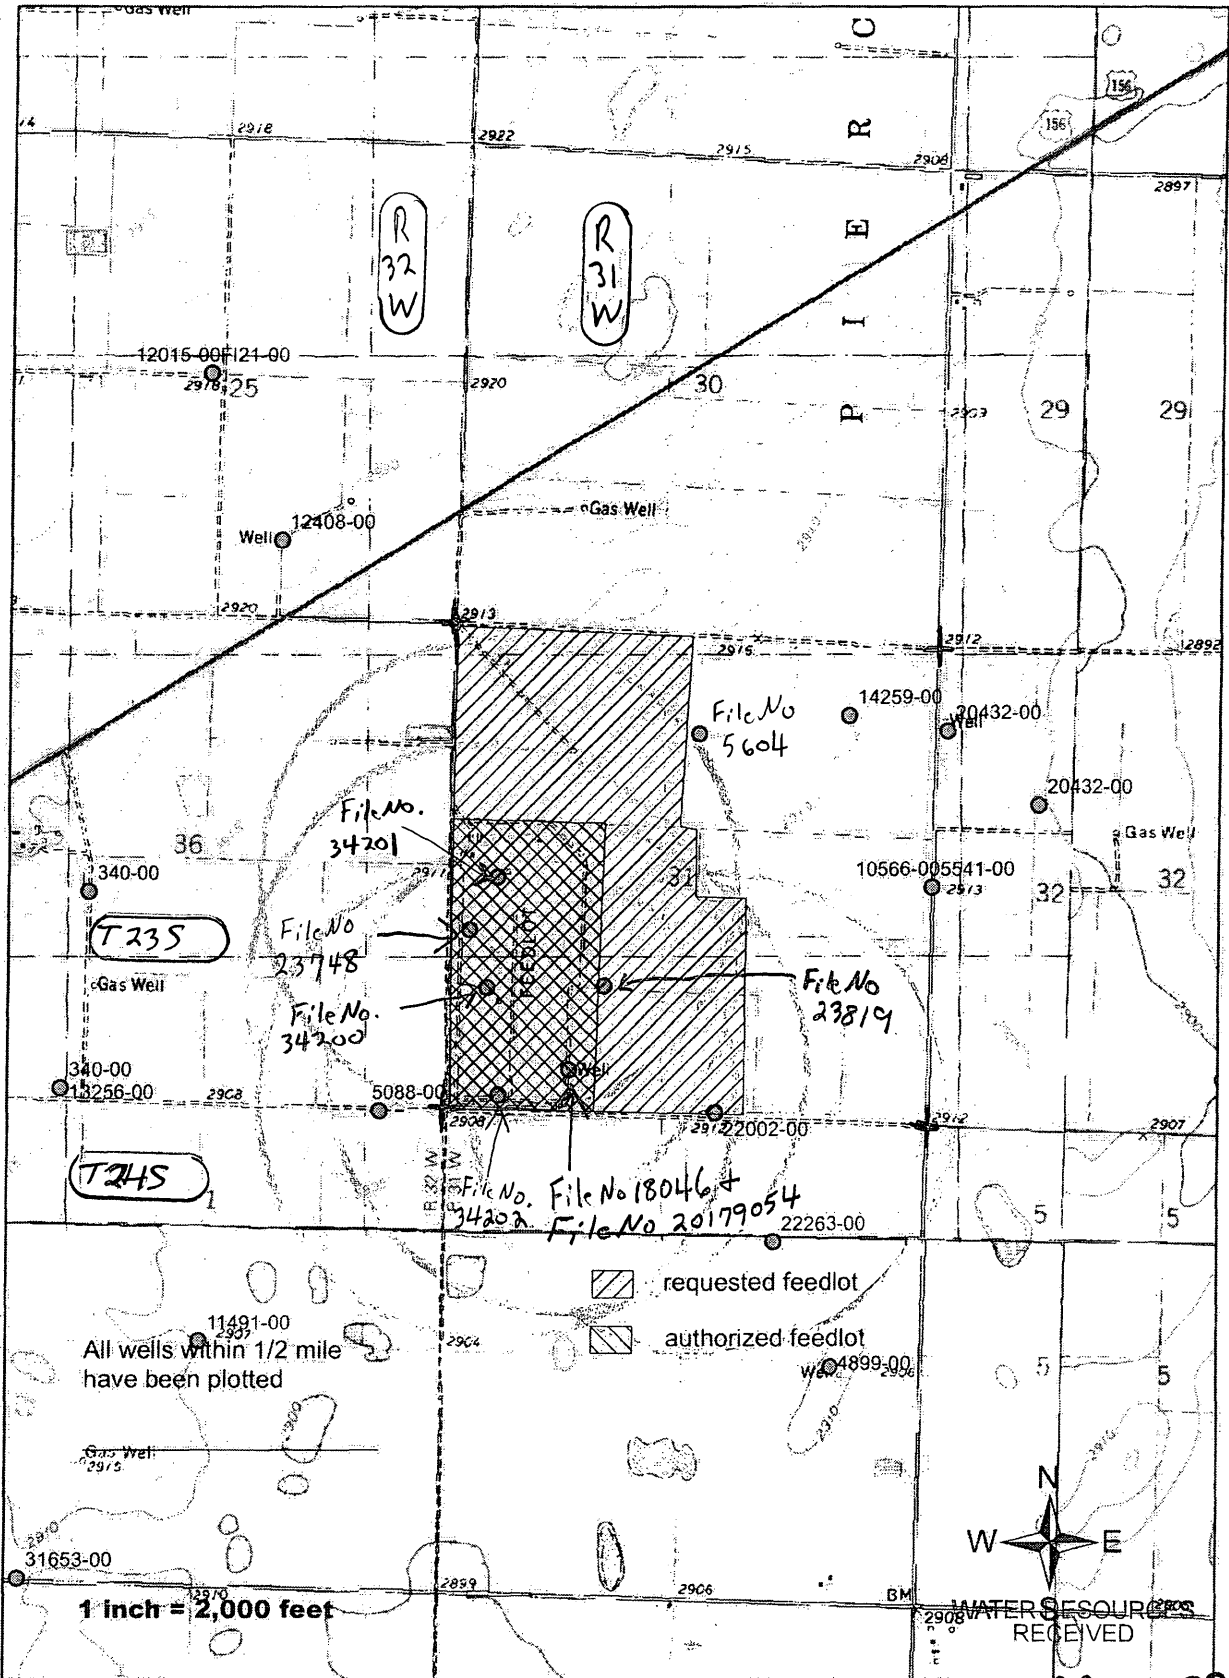 Gas Well
C
156
156
14
2918
2922
R
2915
2908
2897
R
32
W
R
31
W
E
I
P
12015-00FI21-00
2918
25
2920
30
29
29
Gas Well
12408-00
Well
2920
2913
2915
2912
2892
14259-00
20432-00
Well
File No
5604
20432-00
File No.
34201
Gas Well
36
31
340-00
10566-005541-00
2913
32
32
T23S
File No
23748
FEEDLOT
Gas Well
File No
23819
File No.
34200
340-00
13256-00
2908
5088-00
Well
2908
2912
22002-00
2912
2907
T24S
1
R 32 W
R 31 W
File No.
34202
File No 18046 +
File No. 20179054
22263-00
5
5
requested feedlot
11491-00
2907
2904
authorized feedlot
All wells within 1/2 mile
have been plotted
4899-00
5
5
2910
2900
Gas Well
2915
2910
2910
N
W
E
S
31653-00
2910
2899
2906
BM
2908
1 inch = 2,000 feet
WATER RESOURCES
RECEIVED